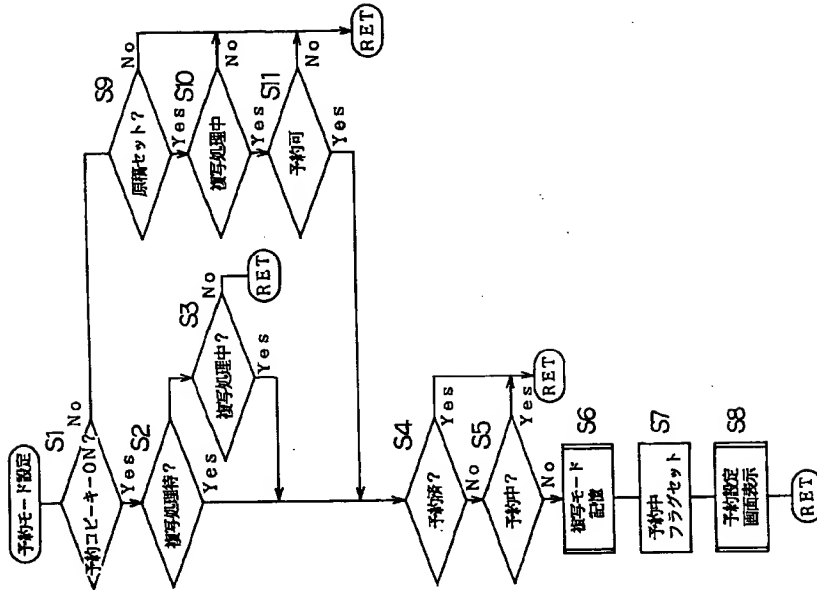 予約モード設定
S1
予約コピーキーON?
No
Yes
S2
複写処理待?
Yes
S3
複写処理中?
No
RET
Yes
S9
原稿セット?
No
Yes
S10
複写処理中
No
Yes
S11
予約可
No
Yes
RET
S4
予約済?
Yes
No
S5
予約中?
Yes
RET
No
複写モード
記憶
S6
予約中
フラグセット
S7
予約設定
画面表示
S8
RET